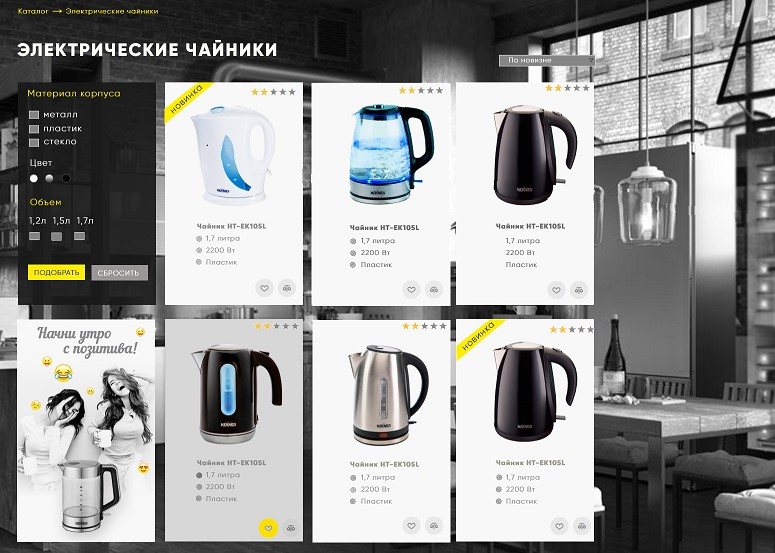 Каталог → Электрические чайники
ЭЛЕКТРИЧЕСКИЕ ЧАЙНИКИ
По новизне
Материал корпуса
металл
пластик
стекло
Цвет
Объем
1,2л 1,5л 1,7л
ПОДОБРАТЬ СБРОСИТЬ
НОВИНКА
Чайник HT-EK105L
1,7 литра
2200 Вт
Пластик
Чайник HT-EK105L
1,7 литра
2200 Вт
Пластик
Чайник HT-EK105L
1,7 литра
2200 Вт
Пластик
Начни утро
с позитива!
Чайник HT-EK105L
1,7 литра
2200 Вт
Пластик
Чайник HT-EK105L
1,7 литра
2200 Вт
Пластик
НОВИНКА
Чайник HT-EK105L
1,7 литра
2200 Вт
Пластик